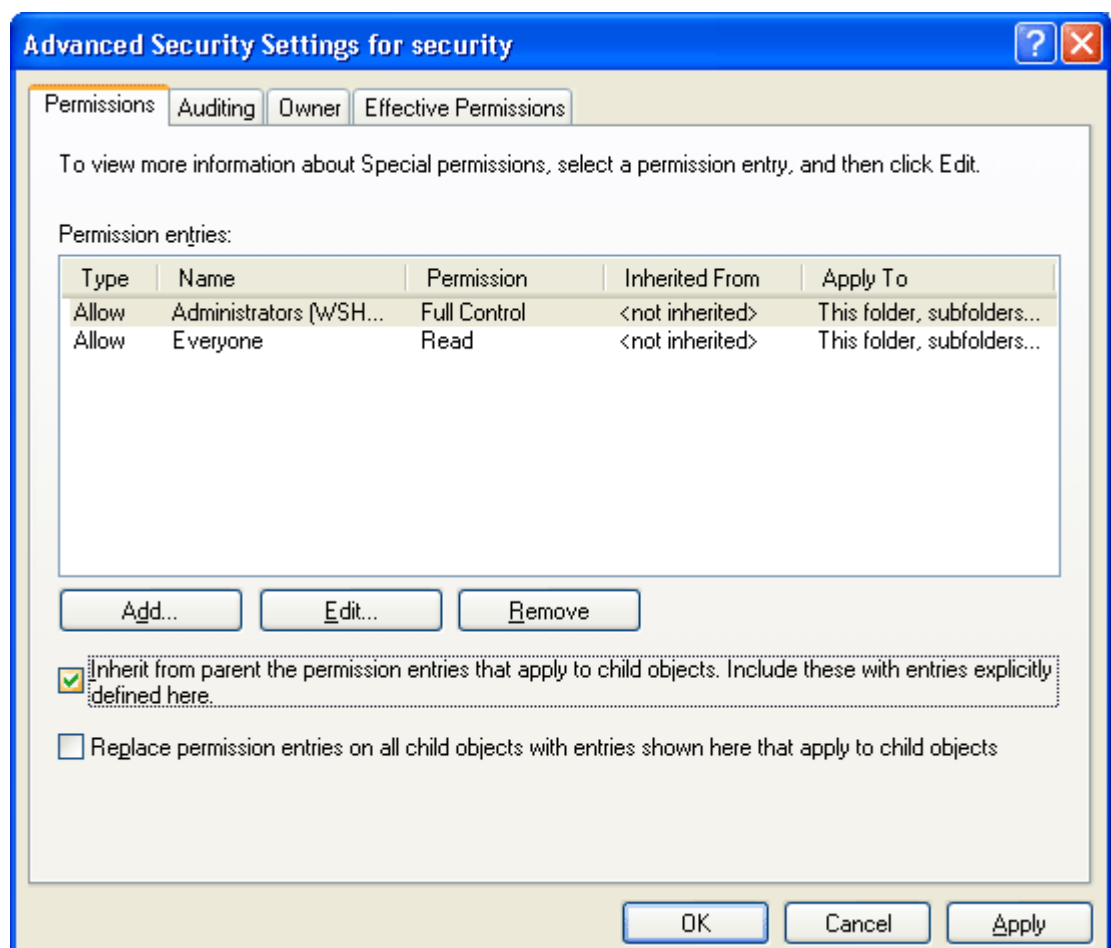 Advanced Security Settings for security
Permissions Auditing Owner Effective Permissions
To view more information about Special permissions, select a permission entry, and then click Edit.
Permission entries:
Type Name Permission Inherited From Apply To
Allow Administrators (WSH... Full Control <not inherited> This folder, subfolders...
Allow Everyone Read <not inherited> This folder, subfolders...
Add... Edit... Remove
Inherit from parent the permission entries that apply to child objects. Include these with entries explicitly
defined here.
Replace permission entries on all child objects with entries shown here that apply to child objects
OK Cancel Apply